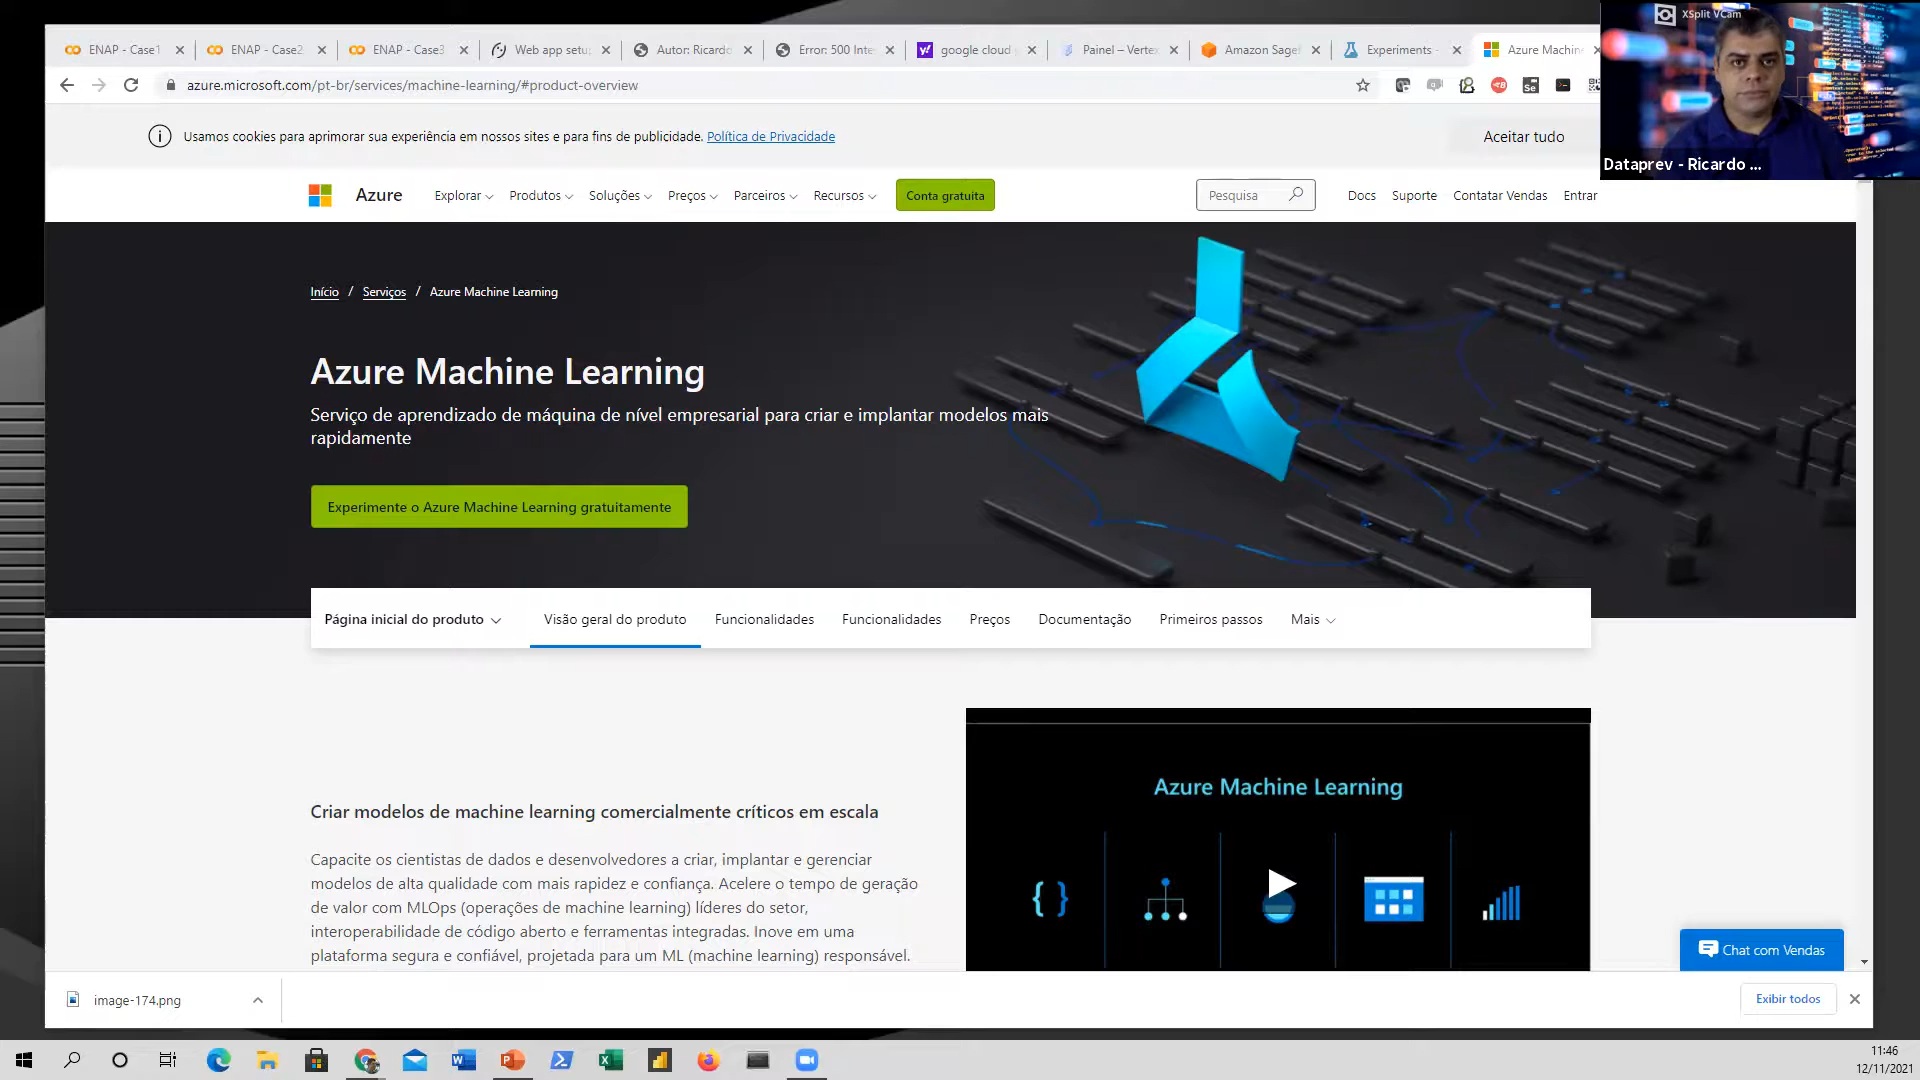 ENAP - Case1
ENAP - Case2
ENAP - Case3
Web app setu
Autor: Ricardo
Error: 500 Inte
google cloud
Painel – Vertex
Amazon Sage
Experiments -
Azure Machin
XSplit VCam
azure.microsoft.com/pt-br/services/machine-learning/#product-overview
Usamos cookies para aprimorar sua experiência em nossos sites e para fins de publicidade. Política de Privacidade
Aceitar tudo
Dataprev - Ricardo ...
Azure
Explorar
Produtos
Soluções
Preços
Parceiros
Recursos
Conta gratuita
Pesquisa
Docs
Suporte
Contatar Vendas
Entrar
Início / Serviços / Azure Machine Learning
Azure Machine Learning
Serviço de aprendizado de máquina de nível empresarial para criar e implantar modelos mais
rapidamente
Experimente o Azure Machine Learning gratuitamente
Página inicial do produto
Visão geral do produto
Funcionalidades
Funcionalidades
Preços
Documentação
Primeiros passos
Mais
Azure Machine Learning
Criar modelos de machine learning comercialmente críticos em escala
Capacite os cientistas de dados e desenvolvedores a criar, implantar e gerenciar
modelos de alta qualidade com mais rapidez e confiança. Acelere o tempo de geração
de valor com MLOps (operações de machine learning) líderes do setor,
interoperabilidade de código aberto e ferramentas integradas. Inove em uma
plataforma segura e confiável, projetada para um ML (machine learning) responsável.
Chat com Vendas
image-174.png
Exibir todos
11:46
12/11/2021